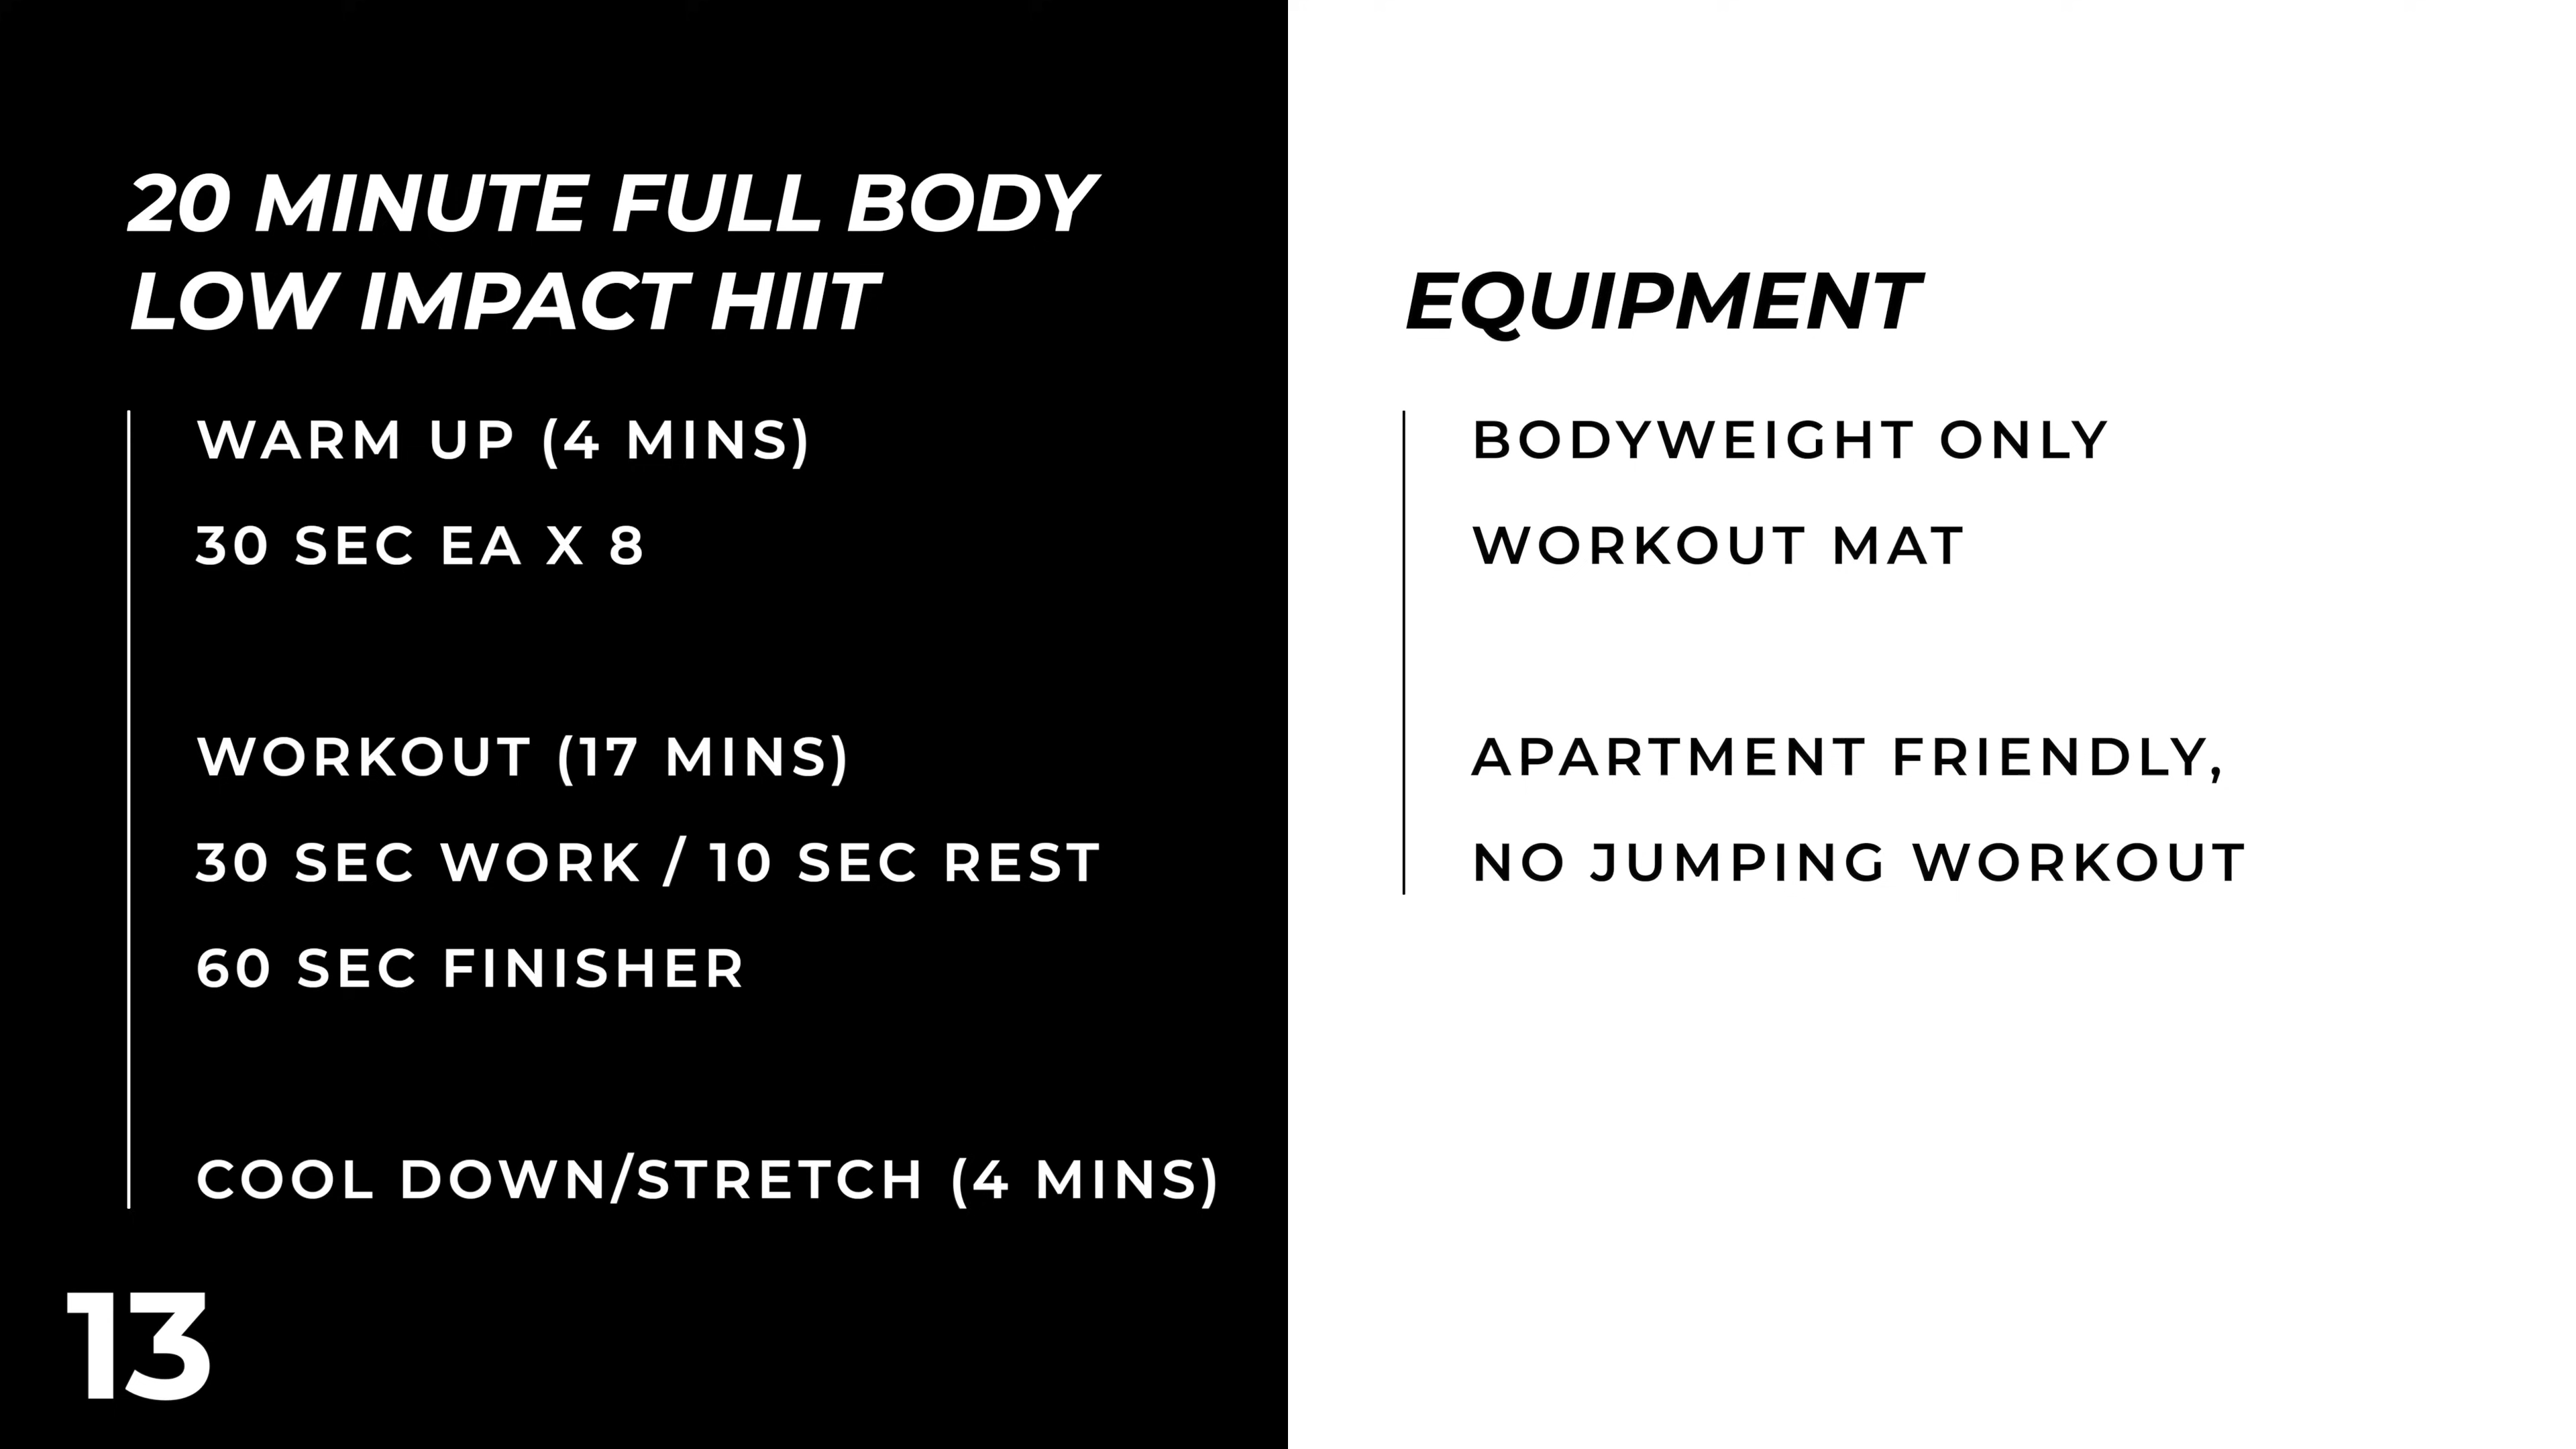 20 MINUTE FULL BODY
LOW IMPACT HIIT
WARM UP (4 MINS)
30 SEC EA X 8
WORKOUT (17 MINS)
30 SEC WORK / 10 SEC REST
60 SEC FINISHER
COOL DOWN/STRETCH (4 MINS)
13
EQUIPMENT
BODYWEIGHT ONLY
WORKOUT MAT
APARTMENT FRIENDLY,
NO JUMPING WORKOUT